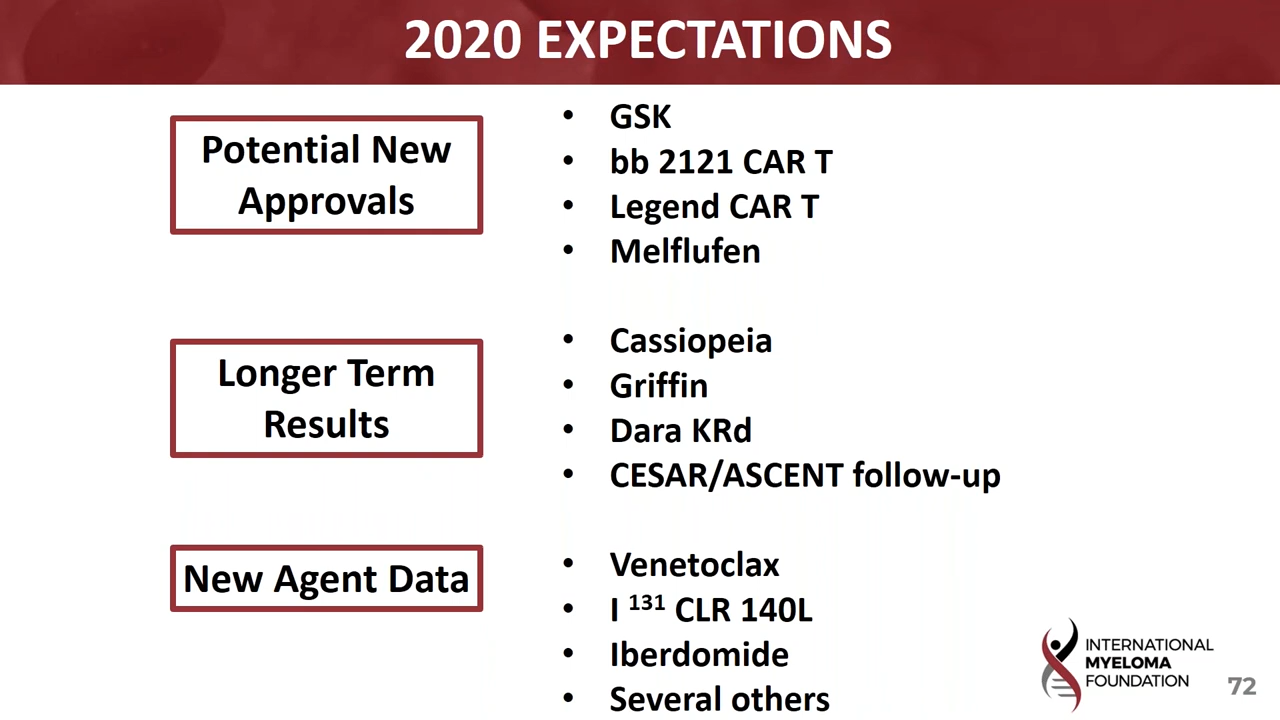 2020 EXPECTATIONS
Potential New
Approvals
• GSK
• bb 2121 CAR T
• Legend CAR T
• Melflufen
Longer Term
Results
• Cassiopeia
• Griffin
• Dara KRd
• CESAR/ASCENT follow-up
New Agent Data
• Venetoclax
• I ¹³¹ CLR 140L
• Iberdomide
• Several others
INTERNATIONAL
MYELOMA
FOUNDATION
72